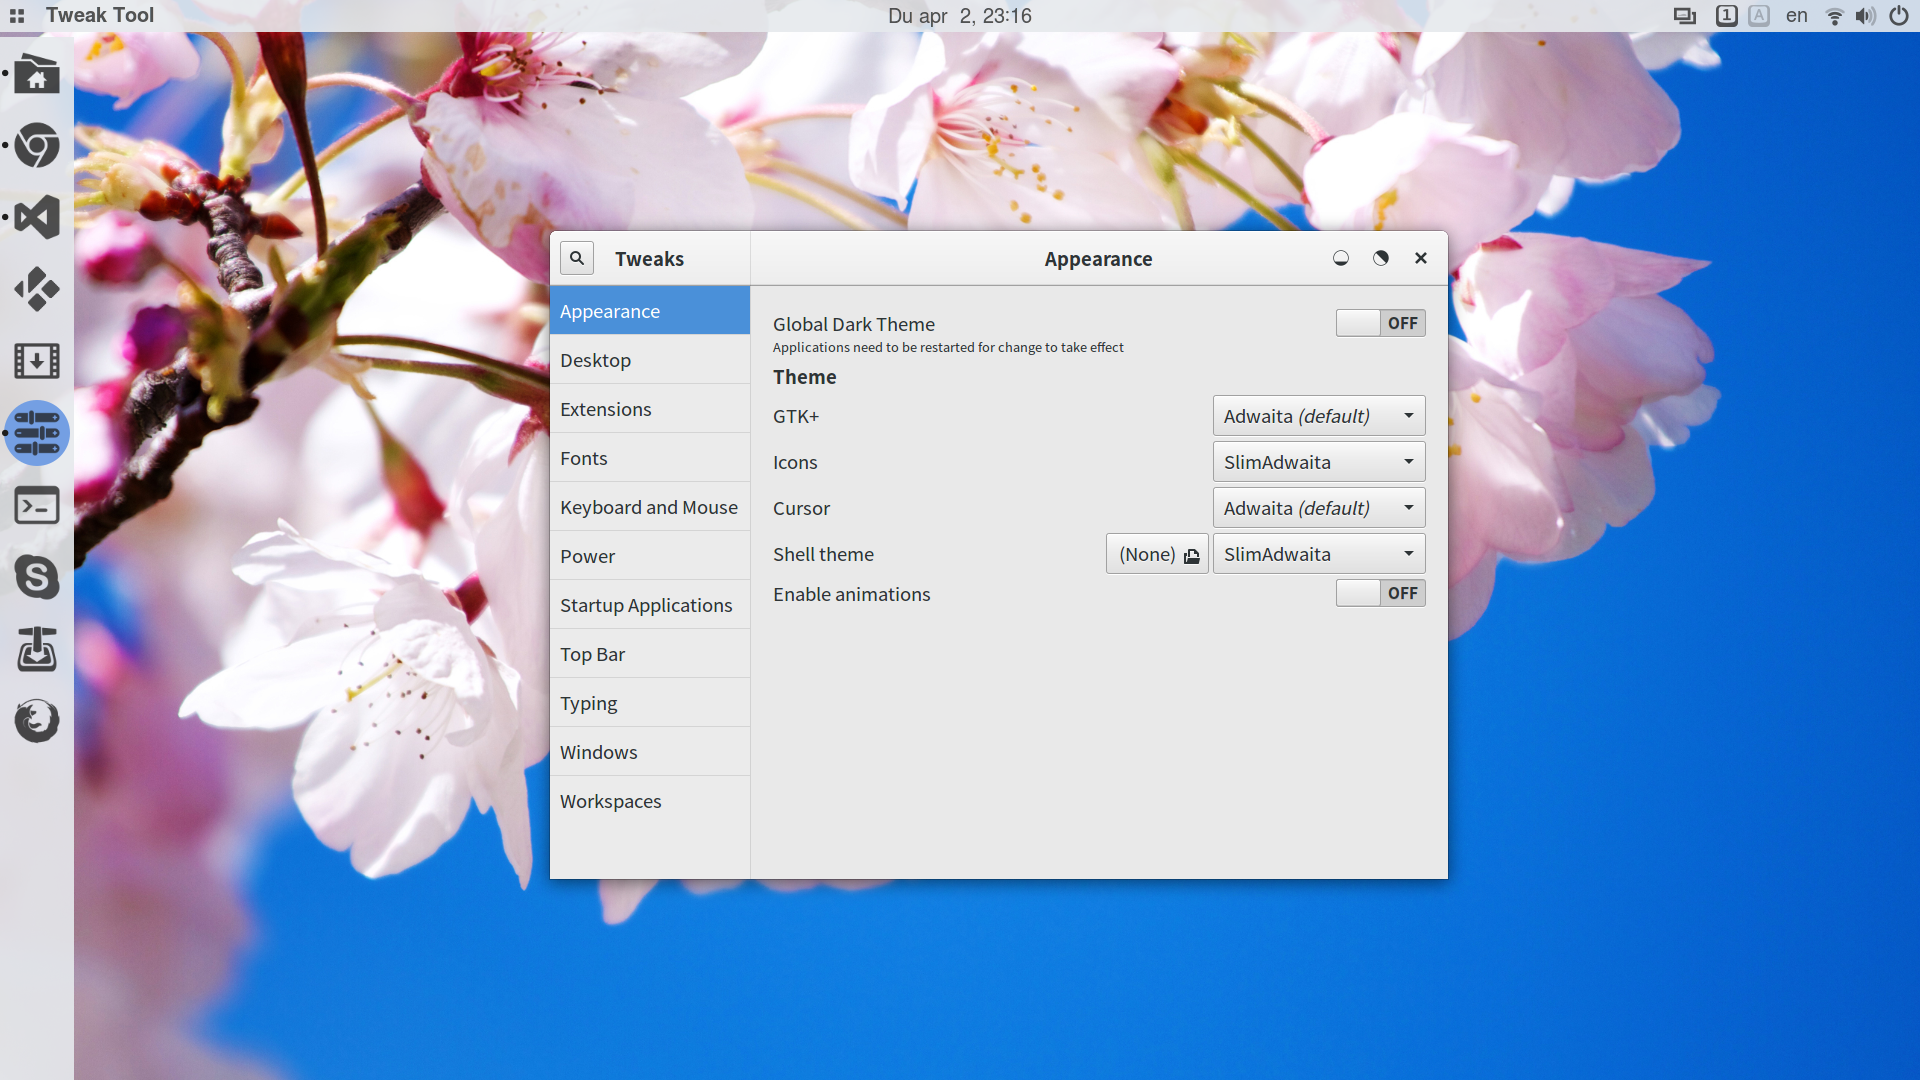 Tweak Tool
Du apr  2, 23:16
1
A
en
Tweaks
Appearance
Appearance
Desktop
Extensions
Fonts
Keyboard and Mouse
Power
Startup Applications
Top Bar
Typing
Windows
Workspaces
Global Dark Theme
OFF
Applications need to be restarted for change to take effect
Theme
GTK+
Adwaita (default)
Icons
SlimAdwaita
Cursor
Adwaita (default)
Shell theme
(None)
SlimAdwaita
Enable animations
OFF